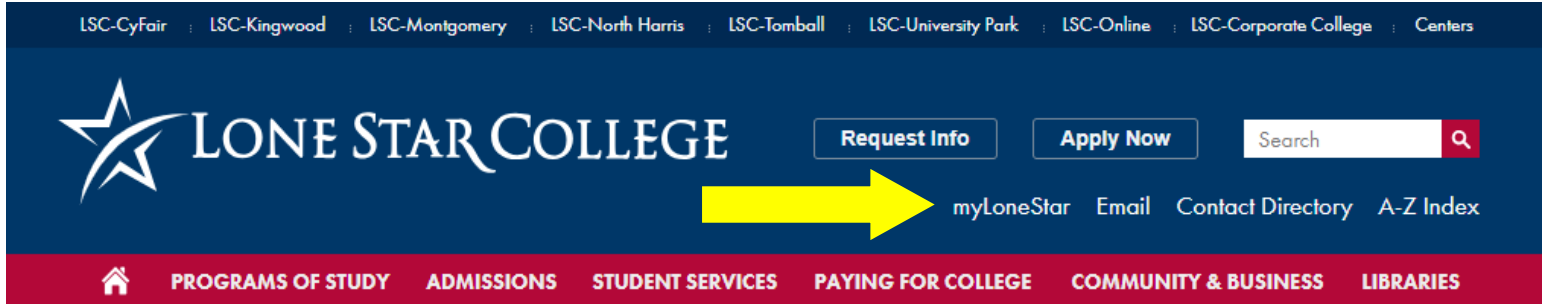 LSC-CyFair : LSC-Kingwood : LSC-Montgomery : LSC-North Harris : LSC-Tomball : LSC-University Park : LSC-Online : LSC-Corporate College : Centers
LONE STAR COLLEGE
Request Info Apply Now Search
myLoneStar Email Contact Directory A-Z Index
PROGRAMS OF STUDY ADMISSIONS STUDENT SERVICES PAYING FOR COLLEGE COMMUNITY & BUSINESS LIBRARIES